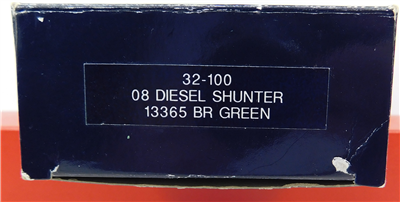 32-100
08 DIESEL SHUNTER
13365 BR GREEN